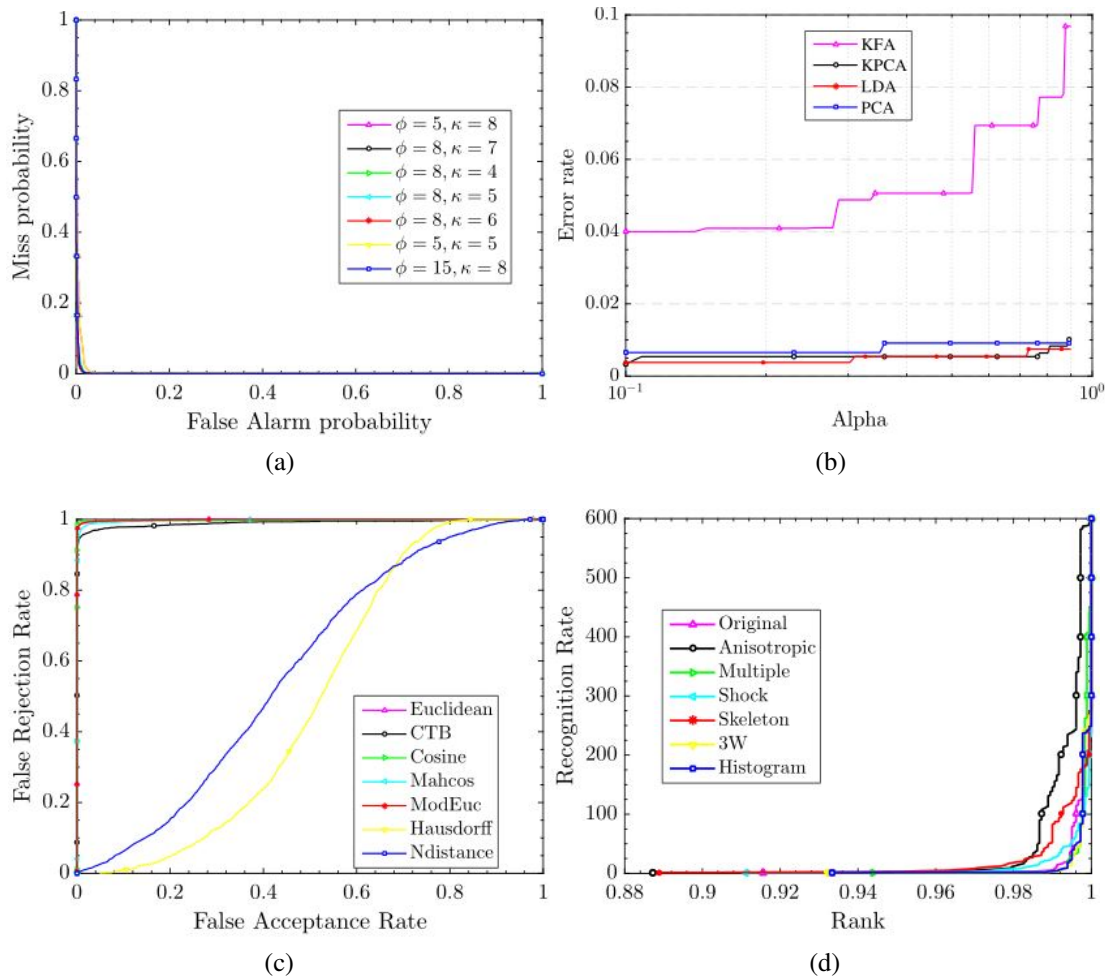 1
0.8
0.6
0.4
0.2
0
Miss probability
ϕ = 5, κ = 8
ϕ = 8, κ = 7
ϕ = 8, κ = 4
ϕ = 8, κ = 5
ϕ = 8, κ = 6
ϕ = 5, κ = 5
ϕ = 15, κ = 8
0 0.2 0.4 0.6 0.8 1
False Alarm probability
(a)
0.1
0.08
0.06
0.04
0.02
0
Error rate
KFA
KPCA
LDA
PCA
10⁻¹ 10⁰
Alpha
(b)
1
0.8
0.6
0.4
0.2
0
False Rejection Rate
Euclidean
CTB
Cosine
Mahcos
ModEuc
Hausdorff
Ndistance
0.2 0.4 0.6 0.8 1
False Acceptance Rate
(c)
600
500
400
300
200
100
0
Recognition Rate
Original
Anisotropic
Multiple
Shock
Skeleton
3W
Histogram
0.88 0.9 0.92 0.94 0.96 0.98 1
Rank
(d)